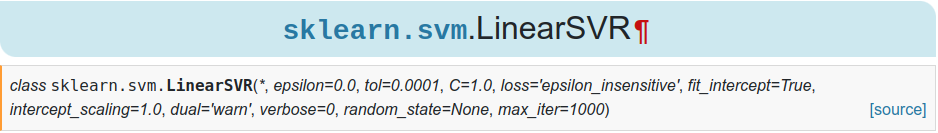 sklearn.svm.LinearSVR¶
class sklearn.svm.LinearSVR(*, epsilon=0.0, tol=0.0001, C=1.0, loss='epsilon_insensitive', fit_intercept=True,
intercept_scaling=1.0, dual='warn', verbose=0, random_state=None, max_iter=1000) [source]